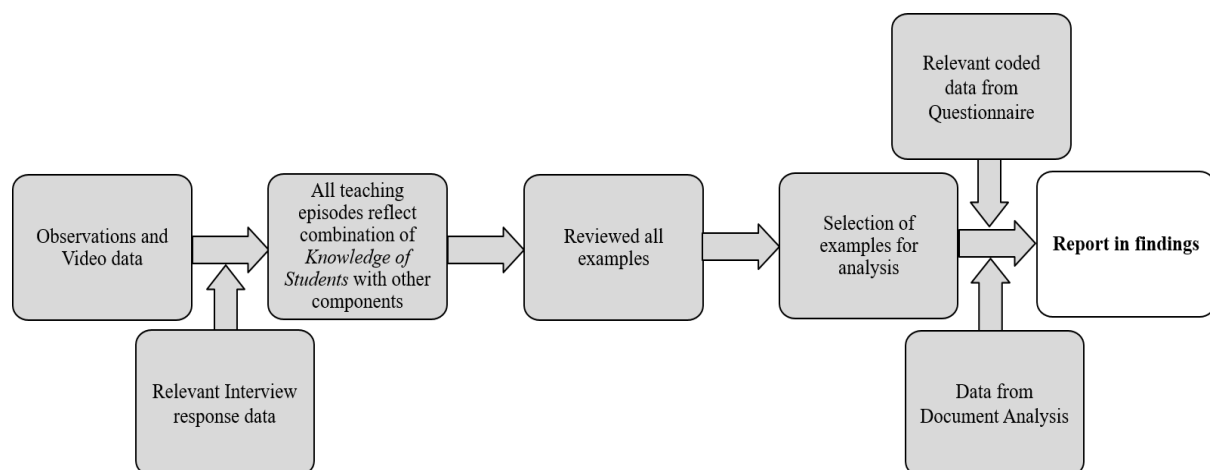 Observations and
Video data
Relevant Interview
response data
All teaching
episodes reflect
combination of
Knowledge of
Students with other
components
Reviewed all
examples
Selection of
examples for
analysis
Relevant coded
data from
Questionnaire
Data from
Document Analysis
Report in findings